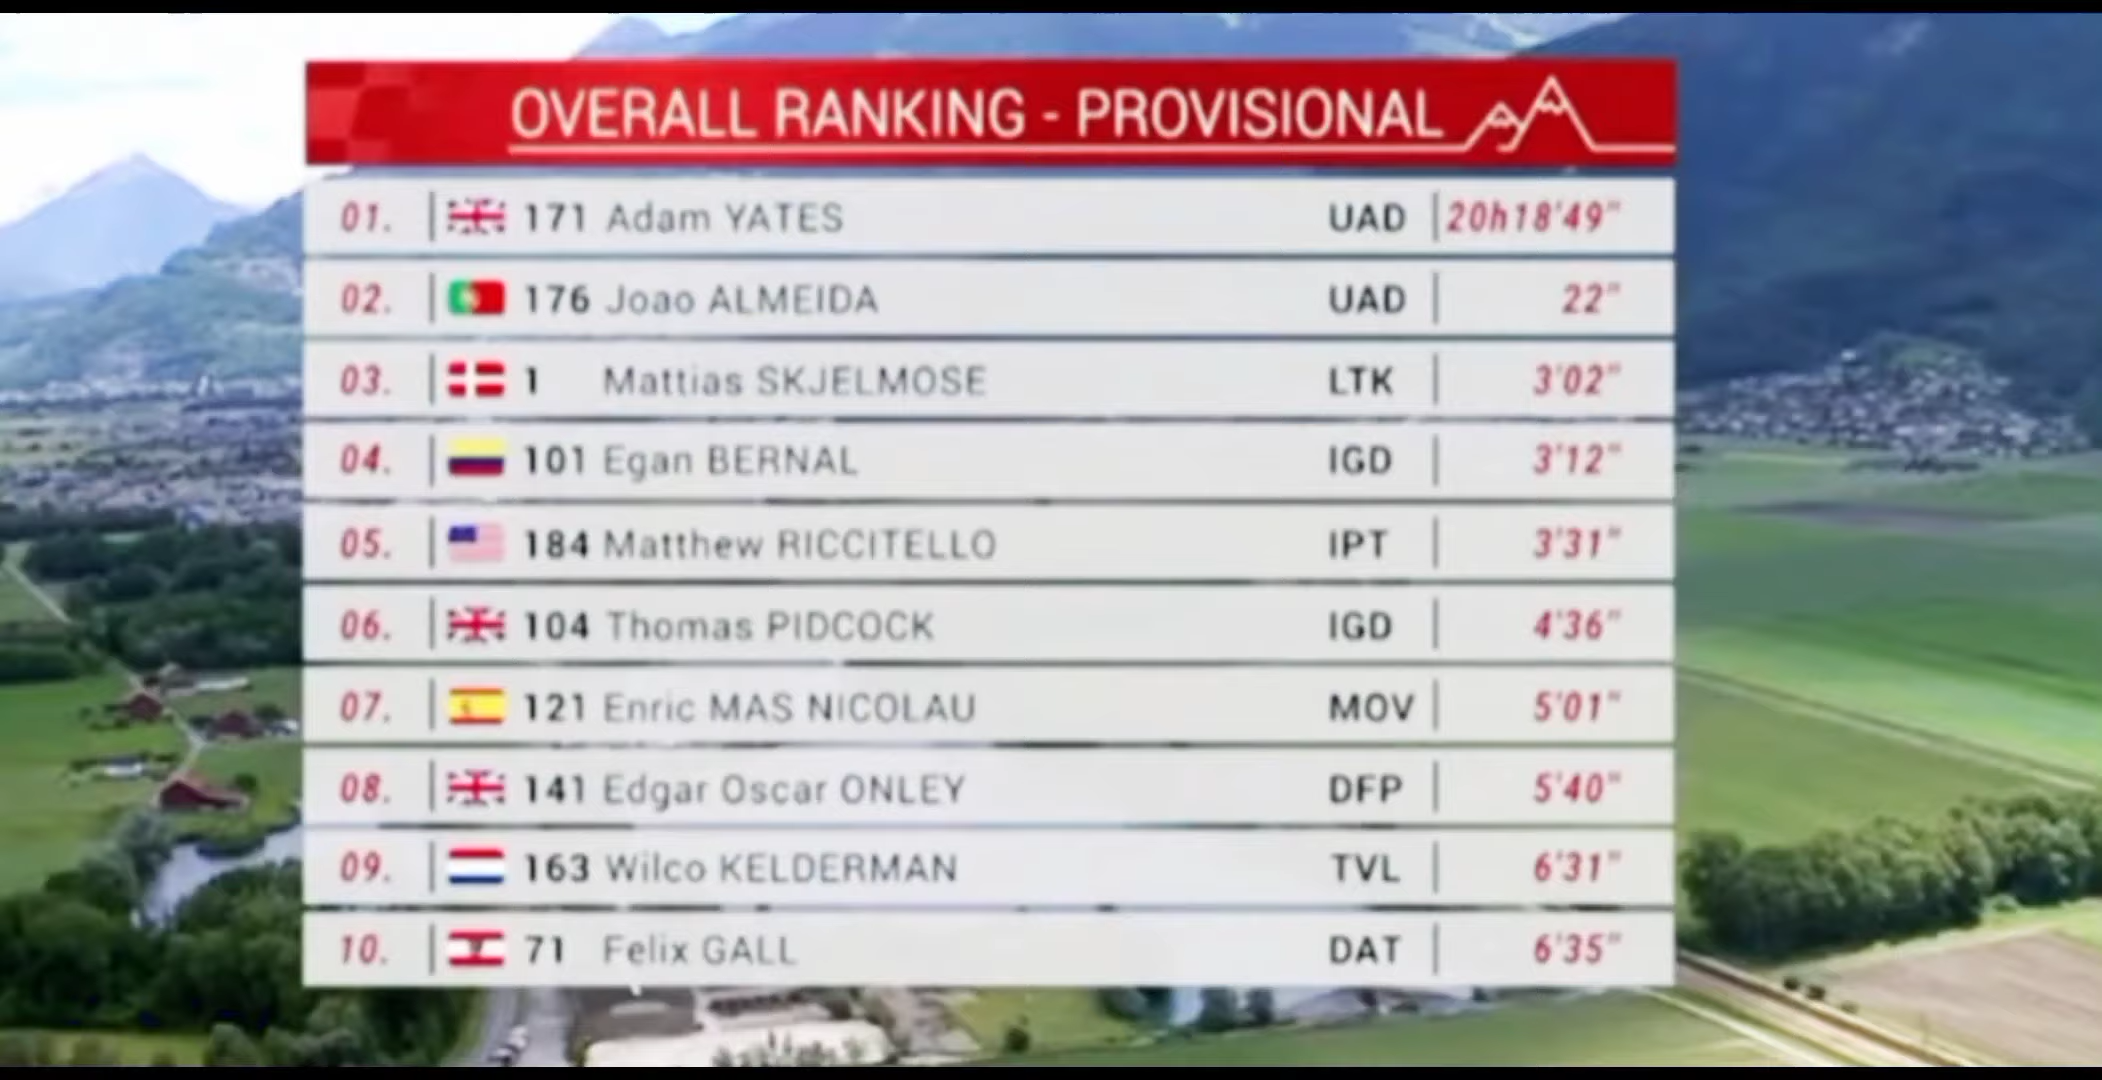 OVERALL RANKING - PROVISIONAL
01. 171 Adam YATES UAD 20h18'49"
02. 176 Joao ALMEIDA UAD 22"
03. 1 Mattias SKJELMOSE LTK 3'02"
04. 101 Egan BERNAL IGD 3'12"
05. 184 Matthew RICCITELLO IPT 3'31"
06. 104 Thomas PIDCOCK IGD 4'36"
07. 121 Enric MAS NICOLAU MOV 5'01"
08. 141 Edgar Oscar ONLEY DFP 5'40"
09. 163 Wilco KELDERMAN TVL 6'31"
10. 71 Felix GALL DAT 6'35"